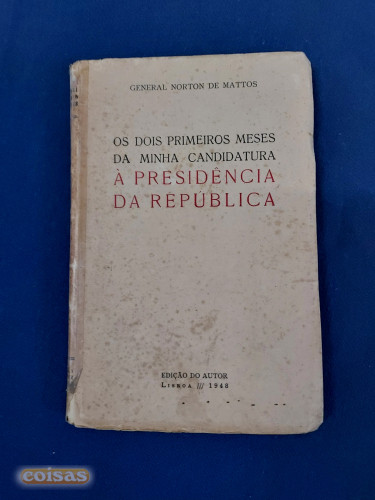 GENERAL NORTON DE MATTOS
OS DOIS PRIMEIROS MESES
DA MINHA CANDIDATURA
À PRESIDÊNCIA
DA REPÚBLICA
EDIÇÃO DO AUTOR
LISBOA /// 1948
coisas